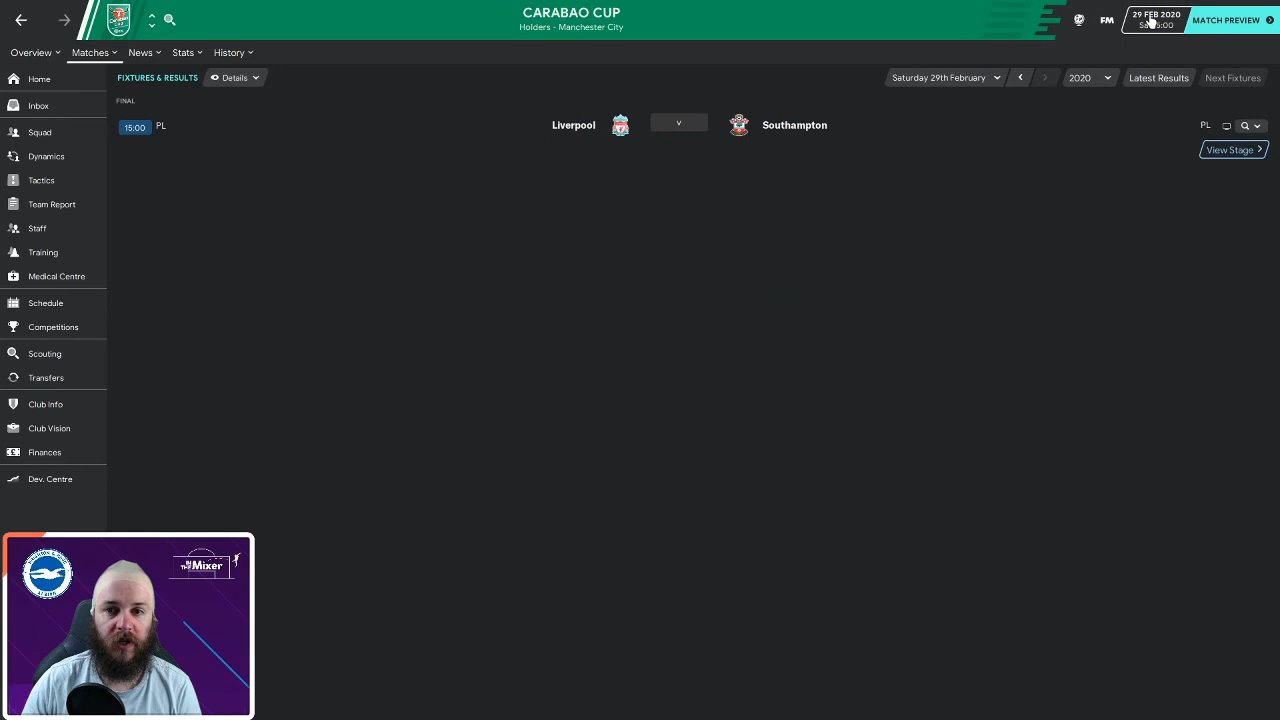 CARABAO CUP
Holders - Manchester City
FM
29 FEB 2020
MATCH PREVIEW
Overview
Matches
News
Stats
History
Home
Inbox
Squad
Dynamics
Tactics
Team Report
Staff
Training
Medical Centre
Schedule
Competitions
Scouting
Transfers
Club Info
Club Vision
Finances
Dev. Centre
FIXTURES & RESULTS
Details
Saturday 29th February
2020
Latest Results
Next Fixtures
FINAL
15:00 PL
Liverpool
v
Southampton
PL
View Stage
IN THE Mixer
ALBION